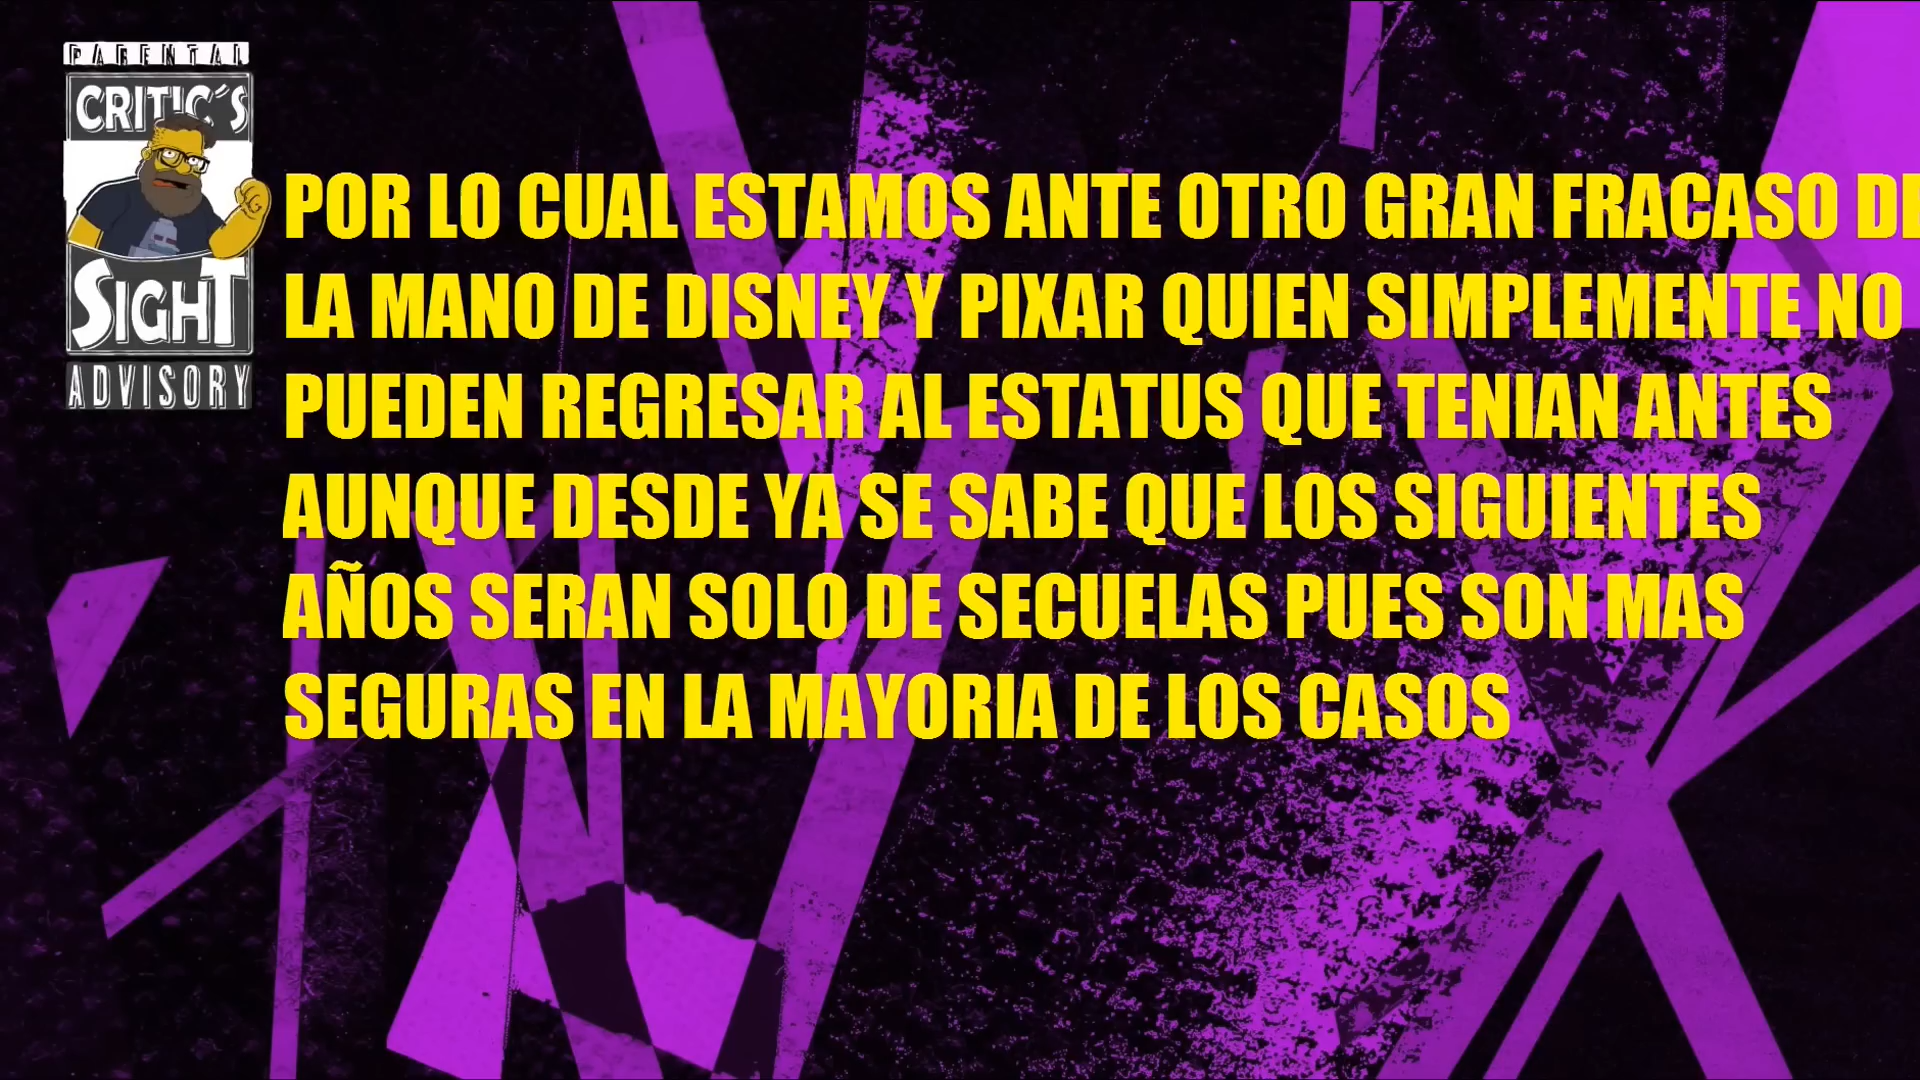 PARENTAL
CRITIC´S
SIGHT
ADVISORY
POR LO CUAL ESTAMOS ANTE OTRO GRAN FRACASO DE
LA MANO DE DISNEY Y PIXAR QUIEN SIMPLEMENTE NO
PUEDEN REGRESAR AL ESTATUS QUE TENIAN ANTES
AUNQUE DESDE YA SE SABE QUE LOS SIGUIENTES
AÑOS SERAN SOLO DE SECUELAS PUES SON MAS
SEGURAS EN LA MAYORIA DE LOS CASOS